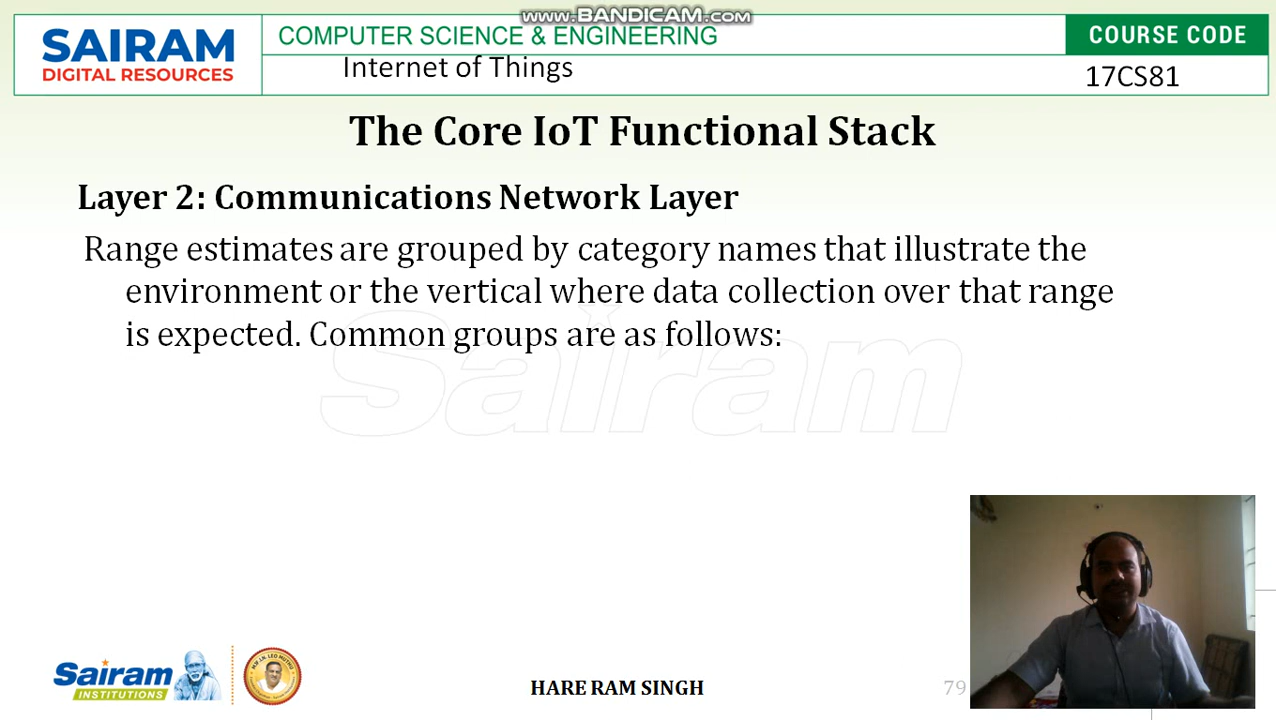 www.BANDICAM.com
SAIRAM
DIGITAL RESOURCES
COMPUTER SCIENCE & ENGINEERING
COURSE CODE
Internet of Things
17CS81
The Core IoT Functional Stack
Layer 2: Communications Network Layer
Range estimates are grouped by category names that illustrate the
environment or the vertical where data collection over that range
is expected. Common groups are as follows:
Sairam
Sairam
INSTITUTIONS
HARE RAM SINGH
79